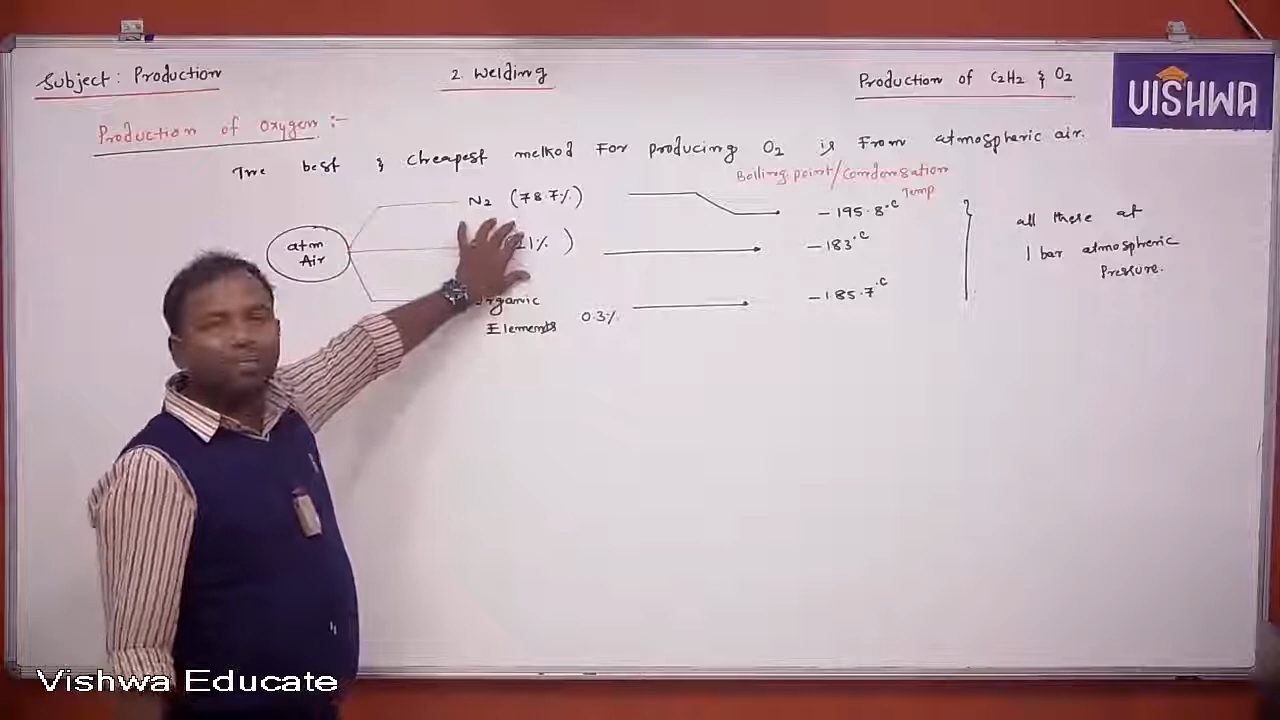 Subject: Production
2. Welding
Production of C2H2 & O2
VISHWA
Production of Oxygen :-
The best & cheapest method For producing O2 is From atmospheric air.
Boiling point/Condensation
Temp
N2 (78.7%)
-195.8°C
atm
Air
21% )
-183°C
all these at
1 bar atmospheric
Pressure.
organic
Elements 0.3%
-185.7°C
Vishwa Educate